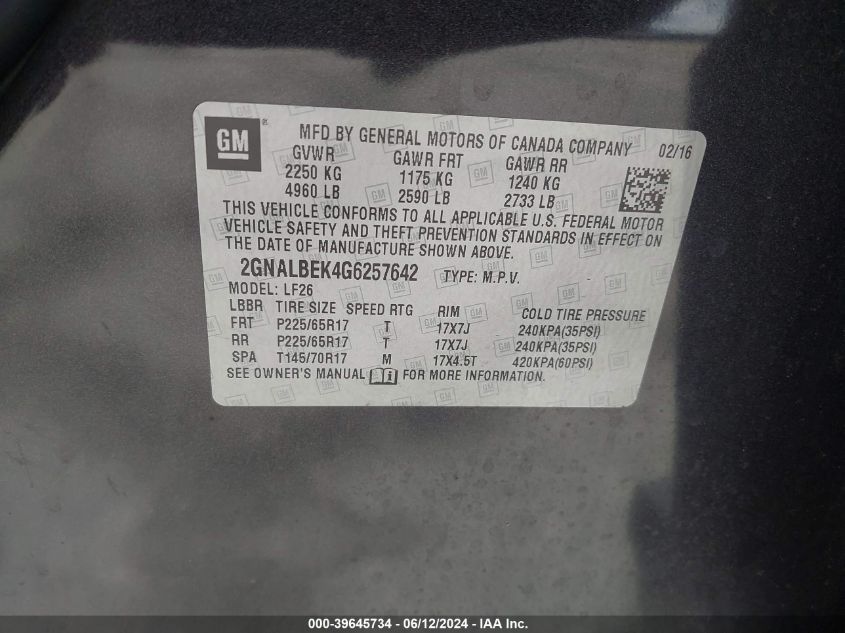 GM ® MFD BY GENERAL MOTORS OF CANADA COMPANY 02/16
GVWR GAWR FRT GAWR RR
2250 KG 1175 KG 1240 KG
4960 LB 2590 LB 2733 LB
THIS VEHICLE CONFORMS TO ALL APPLICABLE U.S. FEDERAL MOTOR
VEHICLE SAFETY AND THEFT PREVENTION STANDARDS IN EFFECT ON
THE DATE OF MANUFACTURE SHOWN ABOVE.
2GNALBEK4G6257642 TYPE: M.P.V.
MODEL: LF26
LBBR TIRE SIZE SPEED RTG RIM COLD TIRE PRESSURE
FRT P225/65R17 T 17X7J 240KPA(35PSI)
RR P225/65R17 T 17X7J 240KPA(35PSI)
SPA T145/70R17 M 17X4.5T 420KPA(60PSI)
SEE OWNER'S MANUAL FOR MORE INFORMATION.
000-39645734 - 06/12/2024 - IAA Inc.